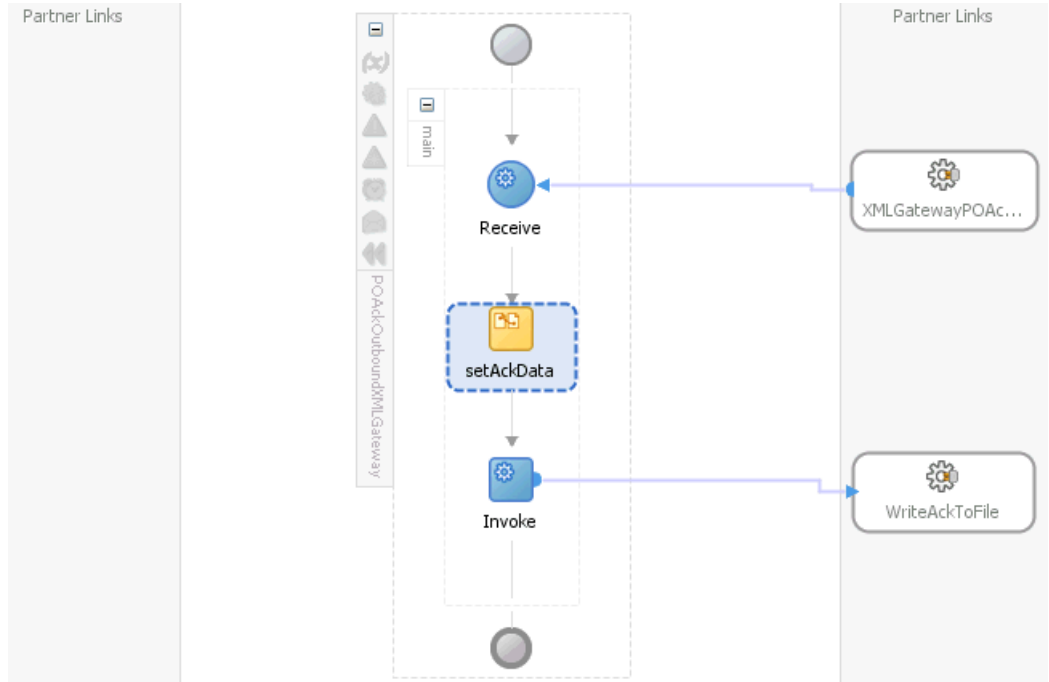 Partner Links
Partner Links
main
Receive
XMLGatewayPOAc...
setAckData
POAckOutboundXMLGateway
Invoke
WriteAckToFile